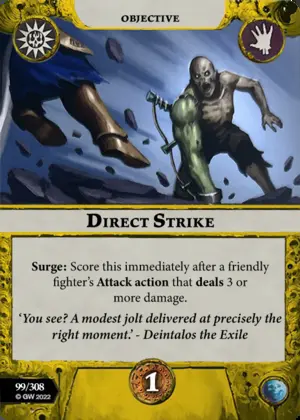 OBJECTIVE
DIRECT STRIKE
Surge: Score this immediately after a friendly
fighter's Attack action that deals 3 or
more damage.
'You see? A modest jolt delivered at precisely the
right moment.' - Deintalos the Exile
99/308
© GW 2022
1